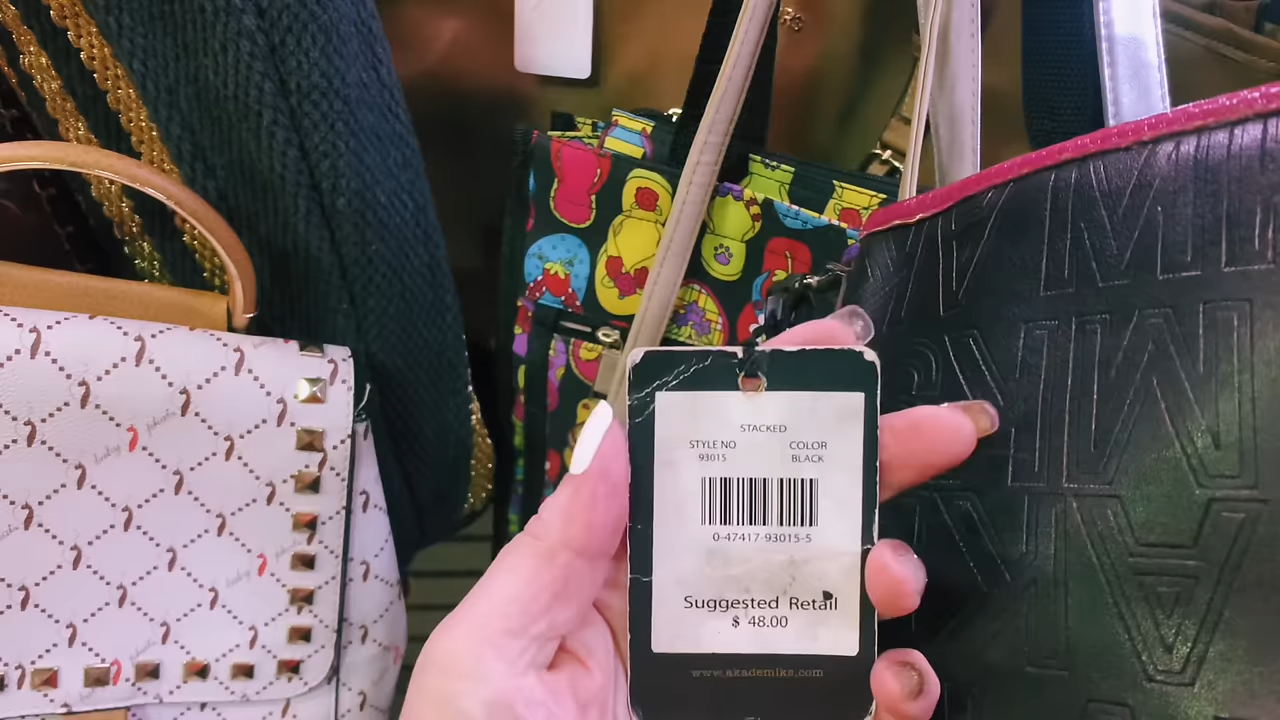 STACKED
STYLE NO COLOR
93015 BLACK
0-47417-93015-5
Suggested Retail
$ 48.00
www.akademiks.com